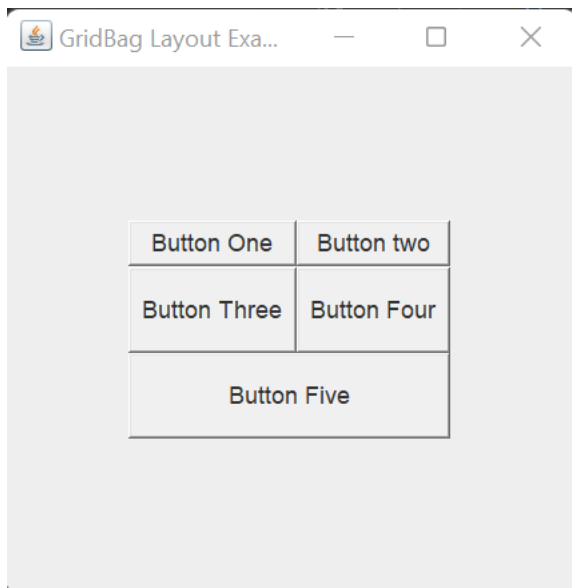 GridBag Layout Exa...
Button One
Button two
Button Three
Button Four
Button Five